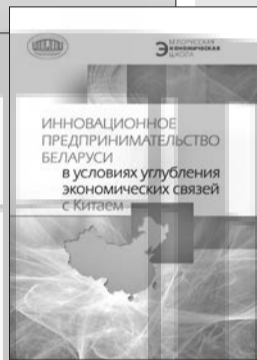 БЕЛОРУССКАЯ
ЭКОНОМИЧЕСКАЯ
ШКОЛА
ИННОВАЦИОННОЕ
ПРЕДПРИНИМАТЕЛЬСТВО
БЕЛАРУСИ
в условиях углубления
экономических связей
с Китаем